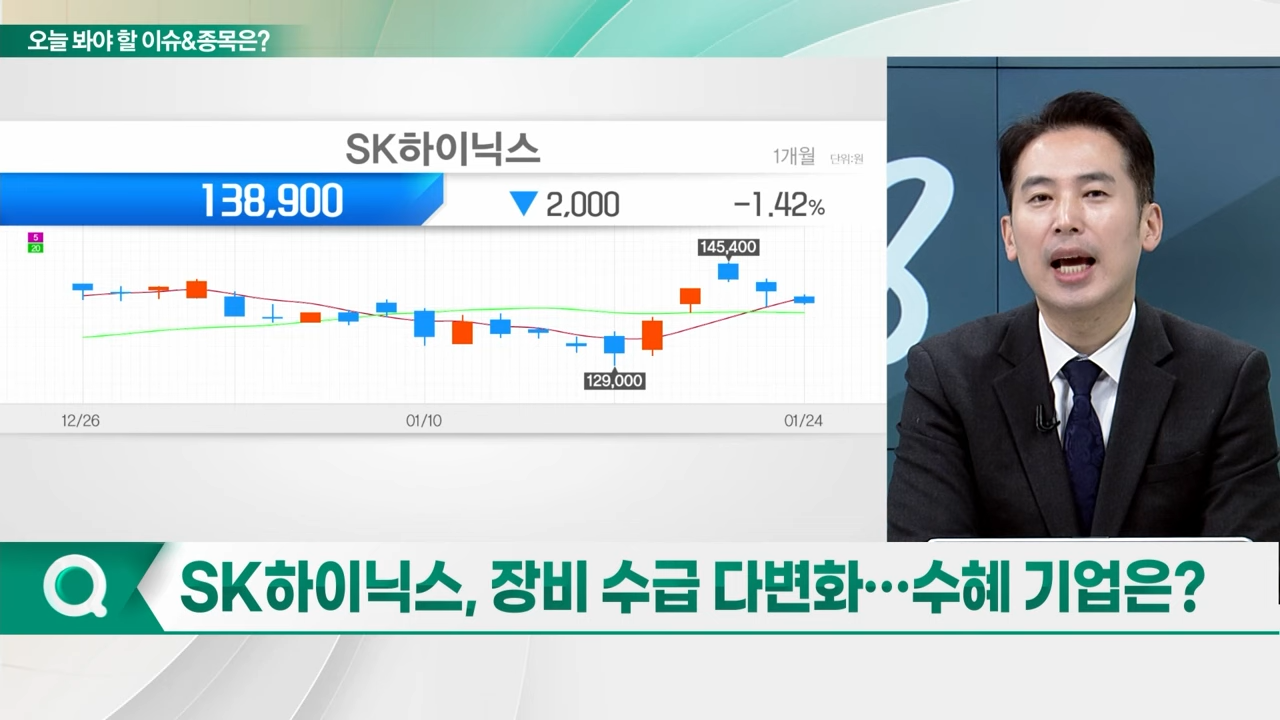 오늘 봐야 할 이슈&종목은?
SK하이닉스
1개월 단위:원
138,900 ▼2,000 -1.42%
5
20
145,400
129,000
12/26 01/10 01/24
SK하이닉스, 장비 수급 다변화…수혜 기업은?